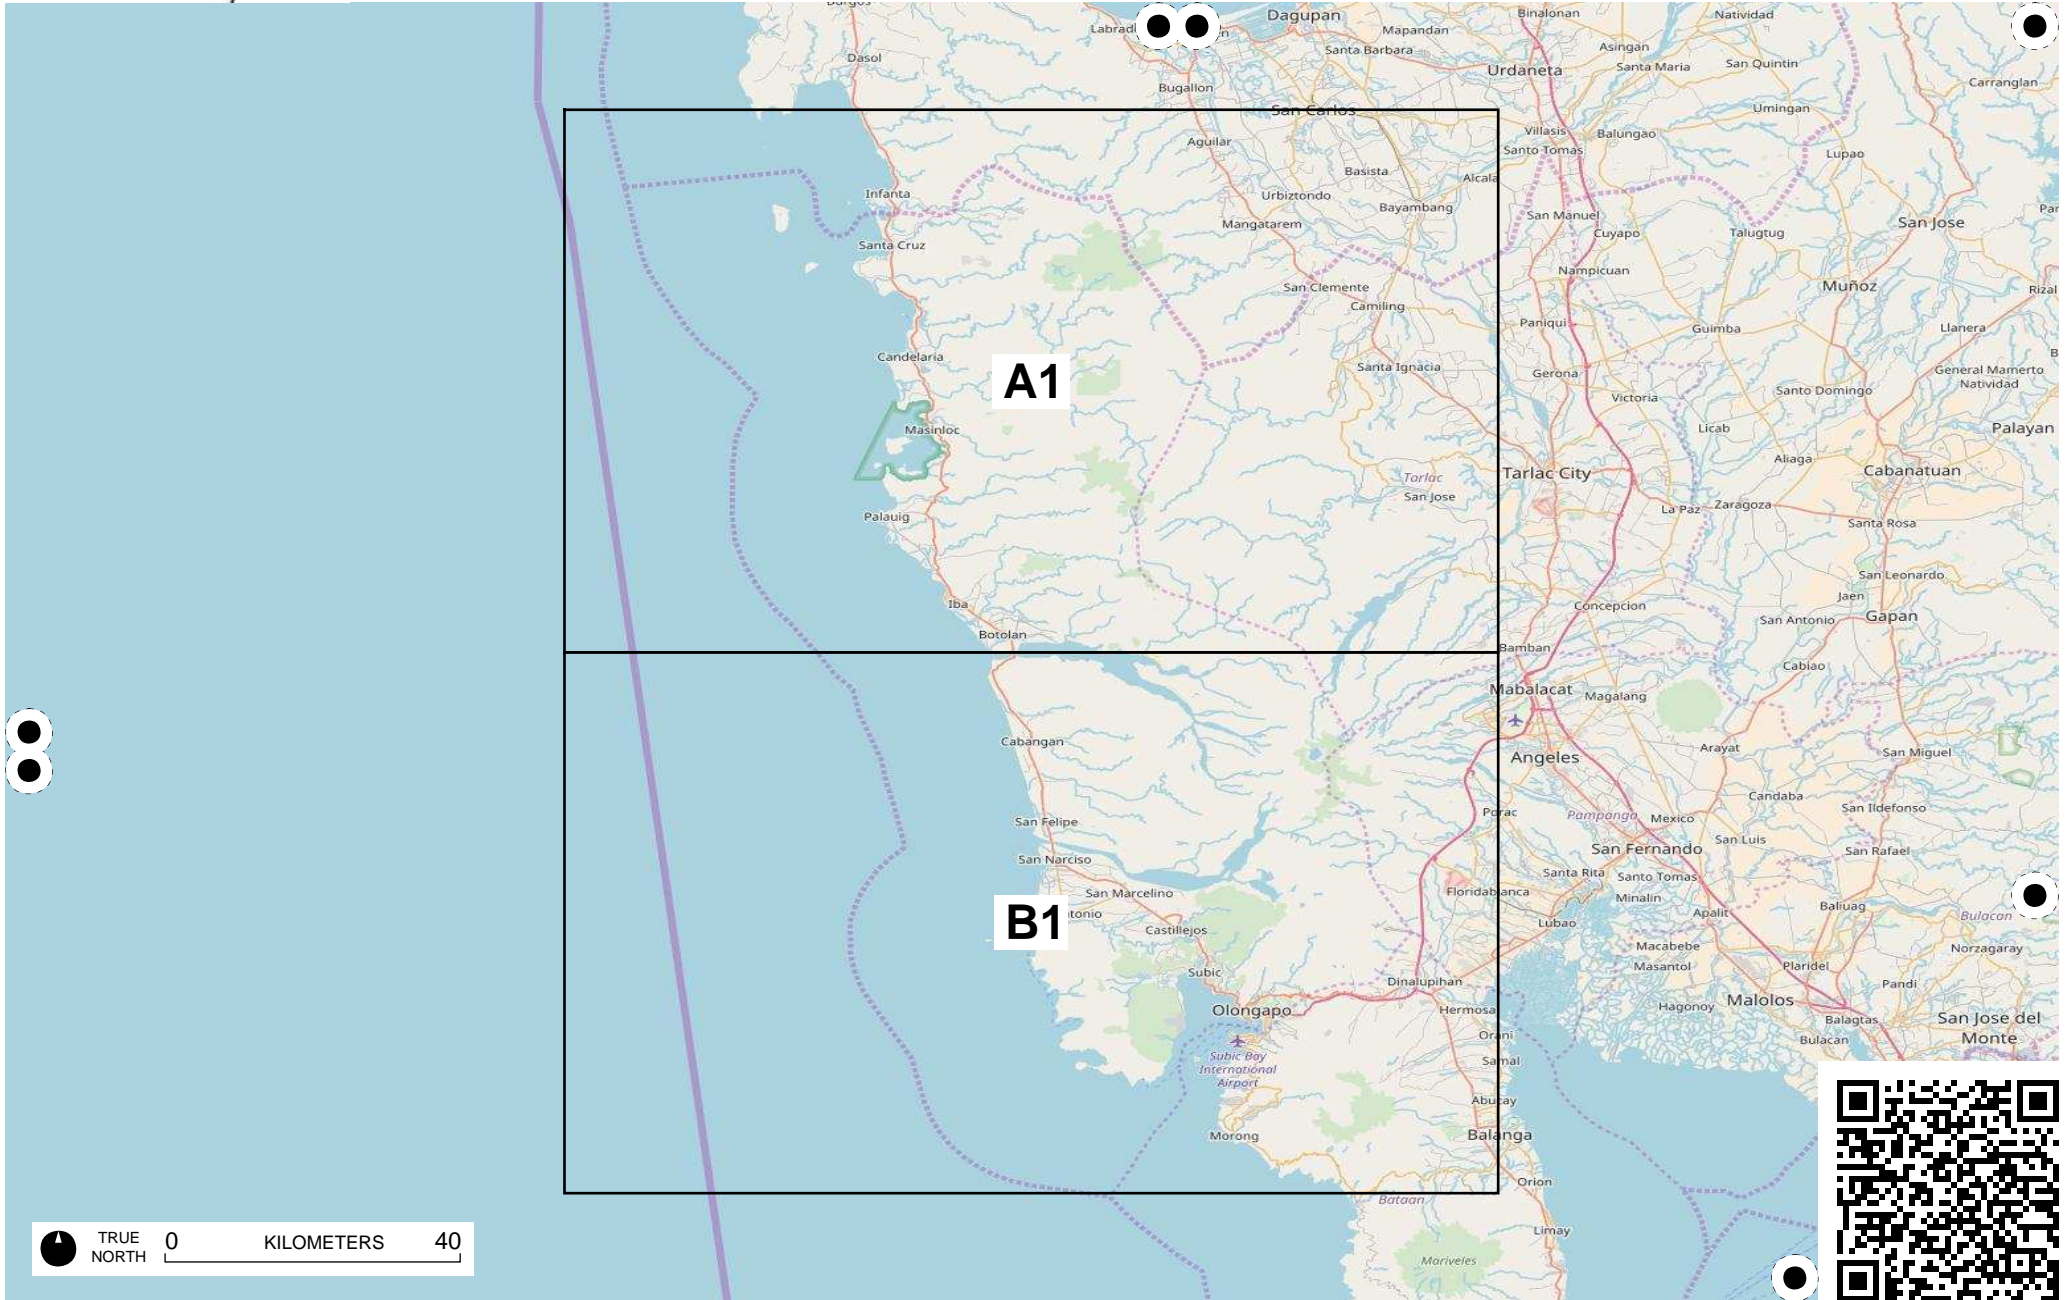 Dagupan
Binalonan
Natividad
Mapandan
Asingan
Santa Barbara
Santa Maria
San Quintin
Dasol
Urdaneta
Carranglan
Bugallon
San Carlos
Umingan
Villasis
Balungao
Aguilar
Santo Tomas
Lupao
Basista
Alcala
Infanta
Urbiztondo
Bayambang
San Manuel
San Jose
Mangatarem
Cuyapo
Talugtug
Santa Cruz
Nampicuan
San Clemente
Muñoz
Rizal
Camiling
Paniqui
Guimba
Llanera
Candelaria
Santa Ignacia
Gerona
General Mamerto
Natividad
A1
Santo Domingo
Victoria
Masinloc
Licab
Palayan
Aliaga
Tarlac
Tarlac City
Cabanatuan
San Jose
Zaragoza
La Paz
Palauig
Santa Rosa
San Leonardo
Jaen
Iba
Concepcion
Gapan
San Antonio
Botolan
Bamban
Cabiao
Mabalacat
Magalang
Cabangan
Arayat
San Miguel
Angeles
Candaba
San Ildefonso
Porac
Pampanga
Mexico
San Felipe
San Luis
San Fernando
San Rafael
San Narciso
Santa Rita
Santo Tomas
San Marcelino
Floridablanca
Minalin
Baliuag
B1
tonio
Apalit
Bulacan
Lubao
Castillejos
Macabebe
Norzagaray
Masantol
Plaridel
Subic
Dinalupihan
Pandi
Malolos
Hagonoy
Olongapo
Hermosa
Balagtas
San Jose del
Monte
Orani
Bulacan
Subic Bay
International
Airport
Samal
Abucay
Morong
Balanga
Orion
Bataan
Limay
Mariveles
TRUE
NORTH
0 KILOMETERS 40